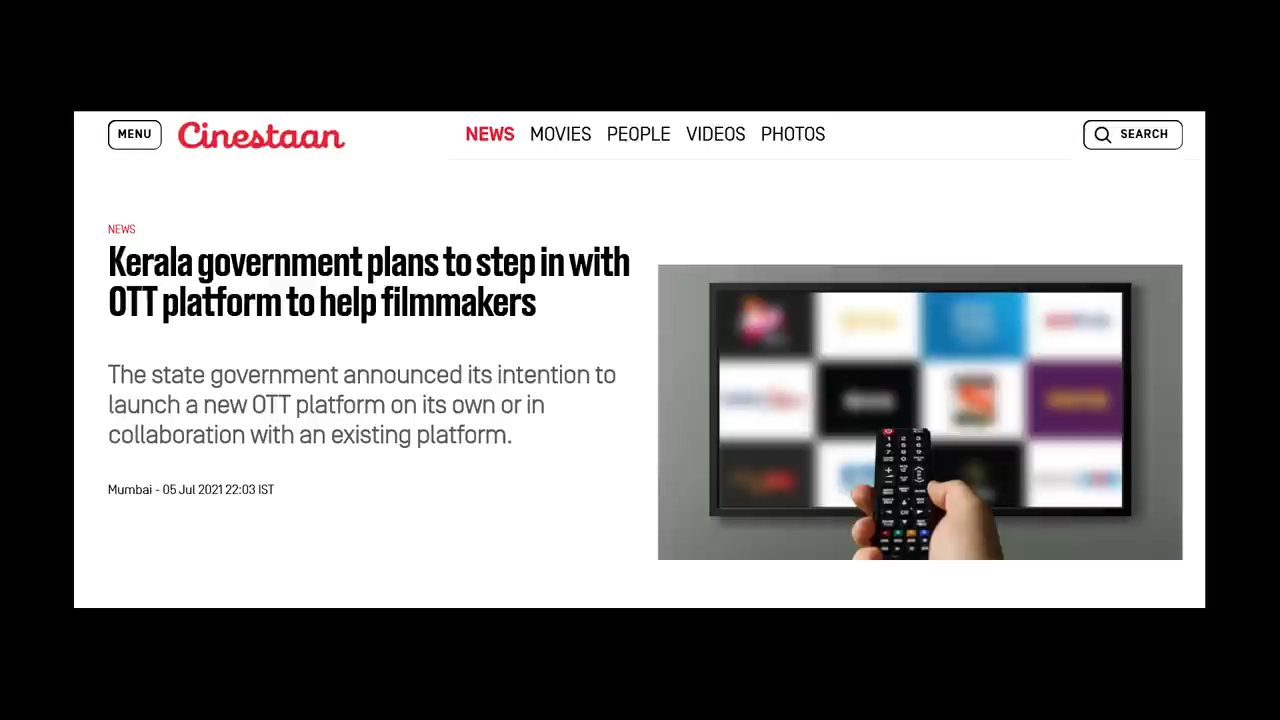 MENU
Cinestaan
NEWS MOVIES PEOPLE VIDEOS PHOTOS
SEARCH
NEWS
Kerala government plans to step in with
OTT platform to help filmmakers
The state government announced its intention to
launch a new OTT platform on its own or in
collaboration with an existing platform.
Mumbai - 05 Jul 2021 22:03 IST